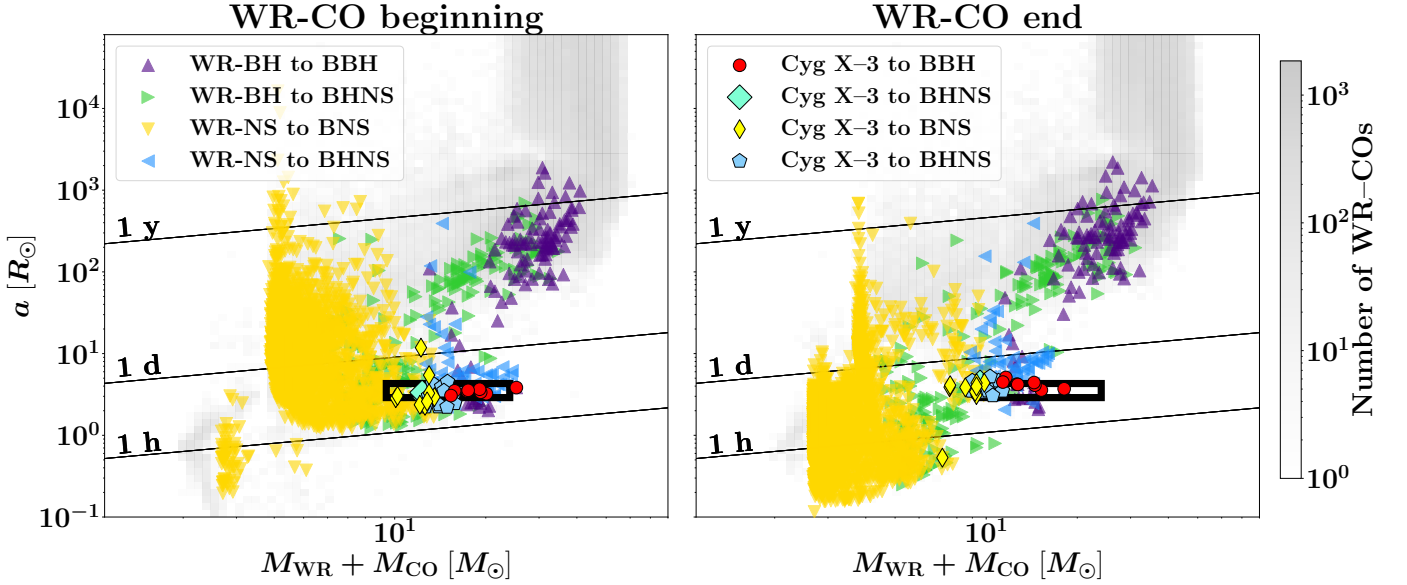 WR-CO beginning
WR-CO end
WR-BH to BBH
WR-BH to BHNS
WR-NS to BNS
WR-NS to BHNS
Cyg X–3 to BBH
Cyg X–3 to BHNS
Cyg X–3 to BNS
Cyg X–3 to BHNS
1 y
1 d
1 h
1 y
1 d
1 h
10⁴
10³
10²
10¹
10⁰
10⁻¹
a [R☉]
10¹
10¹
M_WR + M_CO [M☉]
M_WR + M_CO [M☉]
10³
10²
10¹
10⁰
Number of WR–COs